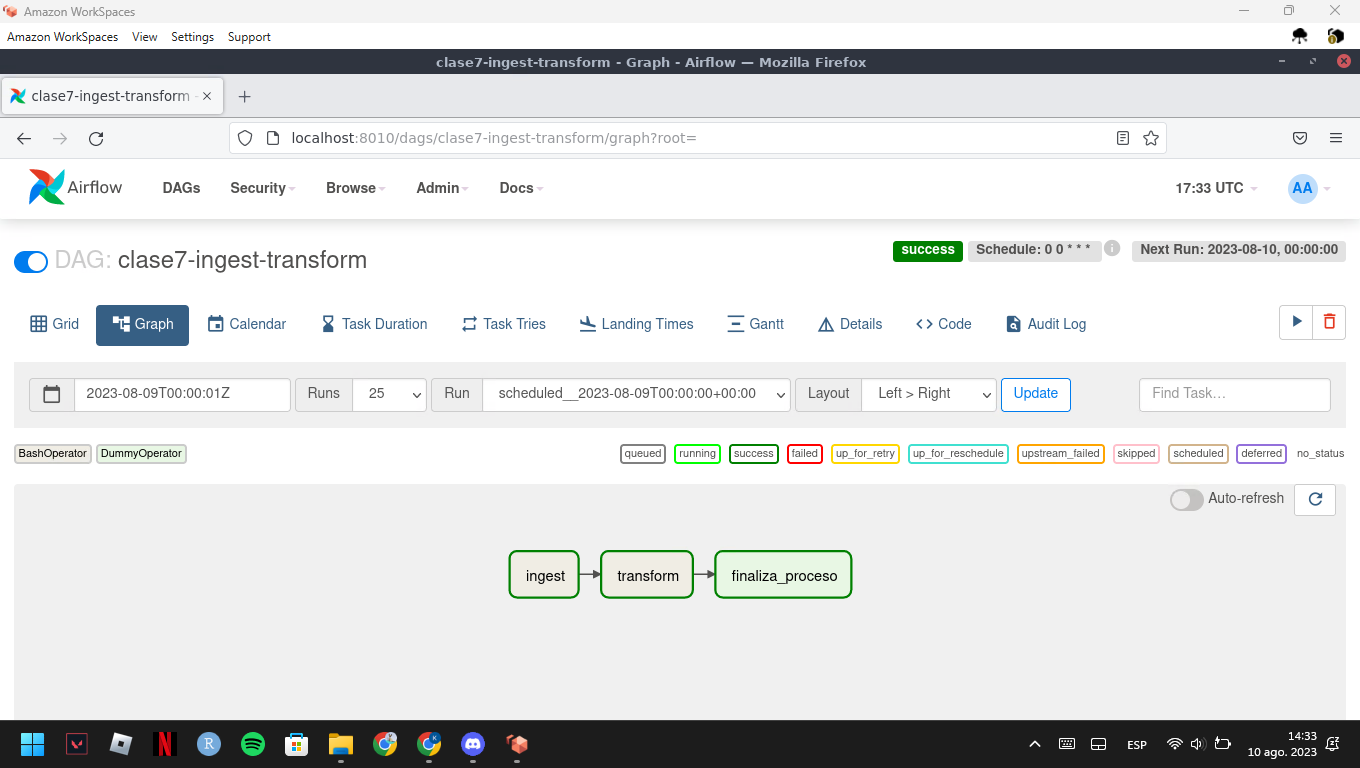 Amazon WorkSpaces
Amazon WorkSpaces View Settings Support
clase7-ingest-transform - Graph - Airflow — Mozilla Firefox
clase7-ingest-transform -
localhost:8010/dags/clase7-ingest-transform/graph?root=
Airflow DAGs Security Browse Admin Docs 17:33 UTC AA
DAG: clase7-ingest-transform success Schedule: 0 0 * * * Next Run: 2023-08-10, 00:00:00
Grid Graph Calendar Task Duration Task Tries Landing Times Gantt Details Code Audit Log
2023-08-09T00:00:01Z Runs 25 Run scheduled__2023-08-09T00:00:00+00:00 Layout Left > Right Update Find Task…
BashOperator DummyOperator queued running success failed up_for_retry up_for_reschedule upstream_failed skipped scheduled deferred no_status
Auto-refresh
ingest transform finaliza_proceso
ESP 14:33
10 ago. 2023